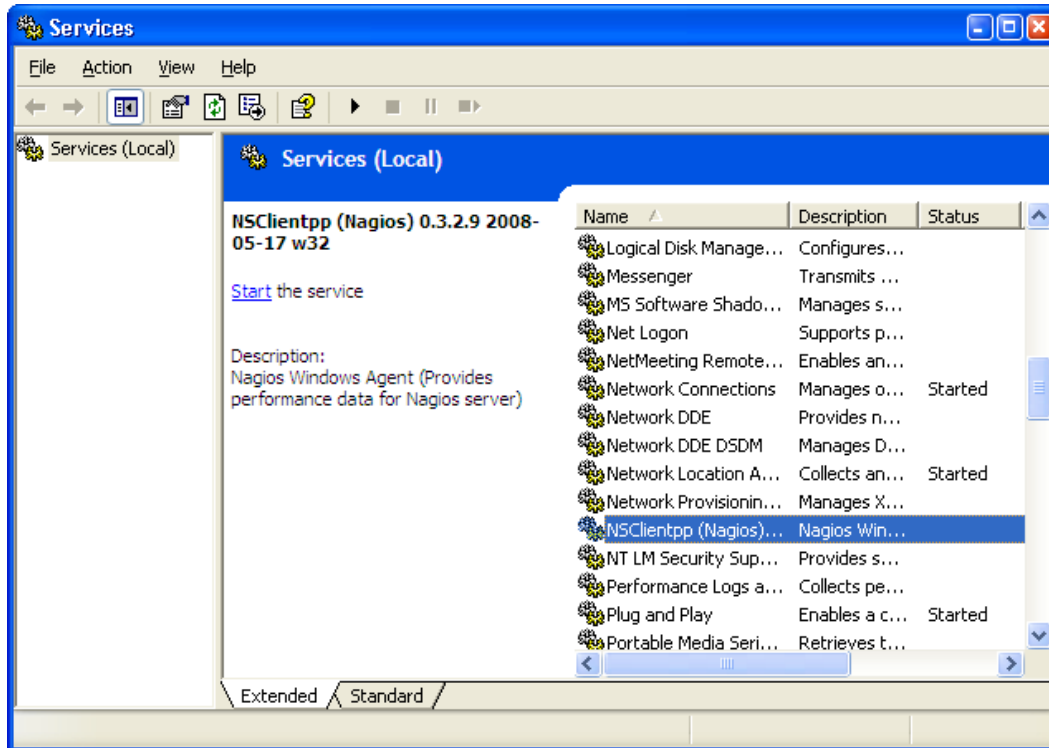 Services
File Action View Help
Services (Local)
Services (Local)
NSClientpp (Nagios) 0.3.2.9 2008-
05-17 w32
Start the service
Description:
Nagios Windows Agent (Provides
performance data for Nagios server)
Name Description Status
Logical Disk Manage... Configures...
Messenger Transmits ...
MS Software Shado... Manages s...
Net Logon Supports p...
NetMeeting Remote... Enables an...
Network Connections Manages o... Started
Network DDE Provides n...
Network DDE DSDM Manages D...
Network Location A... Collects an... Started
Network Provisionin... Manages X...
NSClientpp (Nagios)... Nagios Win...
NT LM Security Sup... Provides s...
Performance Logs a... Collects pe...
Plug and Play Enables a c... Started
Portable Media Seri... Retrieves t...
Extended Standard